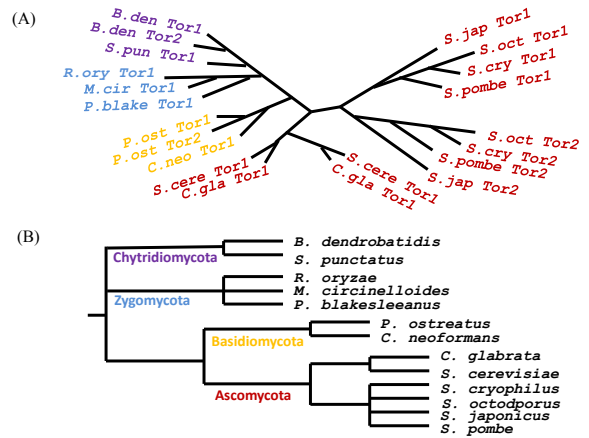 (A)
B.den Tor1
B.den Tor2
S.pun Tor1
R.ory Tor1
M.cir Tor1
P.blake Tor1
P.ost Tor1
P.ost Tor2
C.neo Tor1
S.cere Tor1
C.gla Tor1
S.cere Tor1
C.gla Tor1
S.jap Tor1
S.oct Tor1
S.cry Tor1
S.pombe Tor1
S.oct Tor2
S.cry Tor2
S.pombe Tor2
S.jap Tor2
(B)
B. dendrobatidis
Chytridiomycota
S. punctatus
R. oryzae
Zygomycota
M. circinelloides
P. blakesleeanus
P. ostreatus
Basidiomycota
C. neoformans
C. glabrata
S. cerevisiae
Ascomycota
S. cryophilus
S. octodporus
S. japonicus
S. pombe